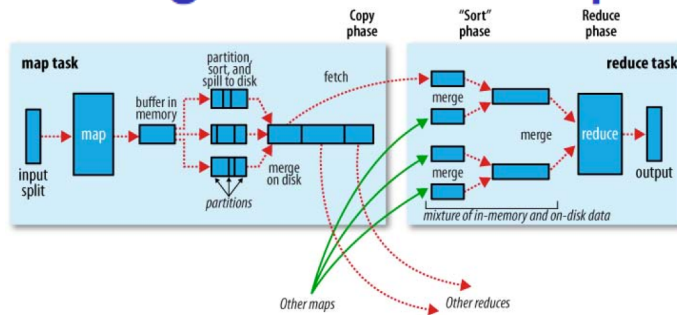 Copy
phase
"Sort"
phase
Reduce
phase
map task
partition,
sort, and
spill to disk
fetch
reduce task
buffer in
memory
map
merge
merge
reduce
input
split
merge
on disk
merge
output
partitions
mixture of in-memory and on-disk data
Other maps
Other reduces